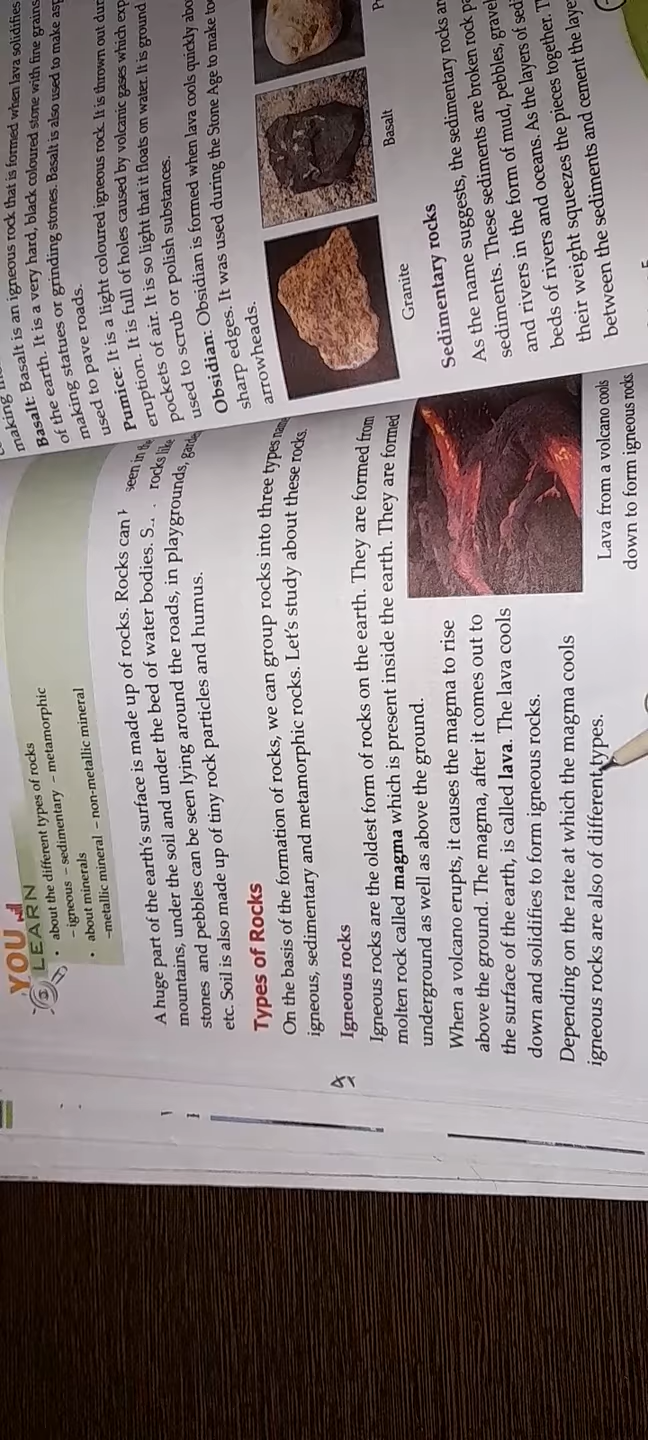 YOU
LEARN
• about the different types of rocks
– igneous – sedimentary – metamorphic
• about minerals
–metallic mineral – non-metallic mineral
A huge part of the earth's surface is made up of rocks. Rocks can seen in the
mountains, under the soil and under the bed of water bodies. rocks like
stones and pebbles can be seen lying around the roads, in playgrounds,
etc. Soil is also made up of tiny rock particles and humus.
Types of Rocks
On the basis of the formation of rocks, we can group rocks into three types
igneous, sedimentary and metamorphic rocks. Let's study about these rocks.
Igneous rocks
Igneous rocks are the oldest form of rocks on the earth. They are formed from
molten rock called magma which is present inside the earth. They are formed
underground as well as above the ground.
When a volcano erupts, it causes the magma to rise
above the ground. The magma, after it comes out to
the surface of the earth, is called lava. The lava cools
down and solidifies to form igneous rocks.
Depending on the rate at which the magma cools
igneous rocks are also of different types.
Lava from a volcano cools
down to form igneous rocks
making
Basalt: Basalt is an igneous rock that is formed when lava solidifies
of the earth. It is a very hard, black coloured stone with fine grains
making statues or grinding stones. Basalt is also used to make
used to pave roads.
Pumice: It is a light coloured igneous rock. It is thrown out
eruption. It is full of holes caused by volcanic gases which
pockets of air. It is so light that it floats on water. It is ground
used to scrub or polish substances.
Obsidian: Obsidian is formed when lava cools quickly
sharp edges. It was used during the Stone Age to make
arrowheads.
Granite
Basalt
Sedimentary rocks
As the name suggests, the sedimentary rocks
sediments. These sediments are broken rock
and rivers in the form of mud, pebbles,
beds of rivers and oceans. As the layers of
their weight squeezes the pieces together.
between the sediments and cement the